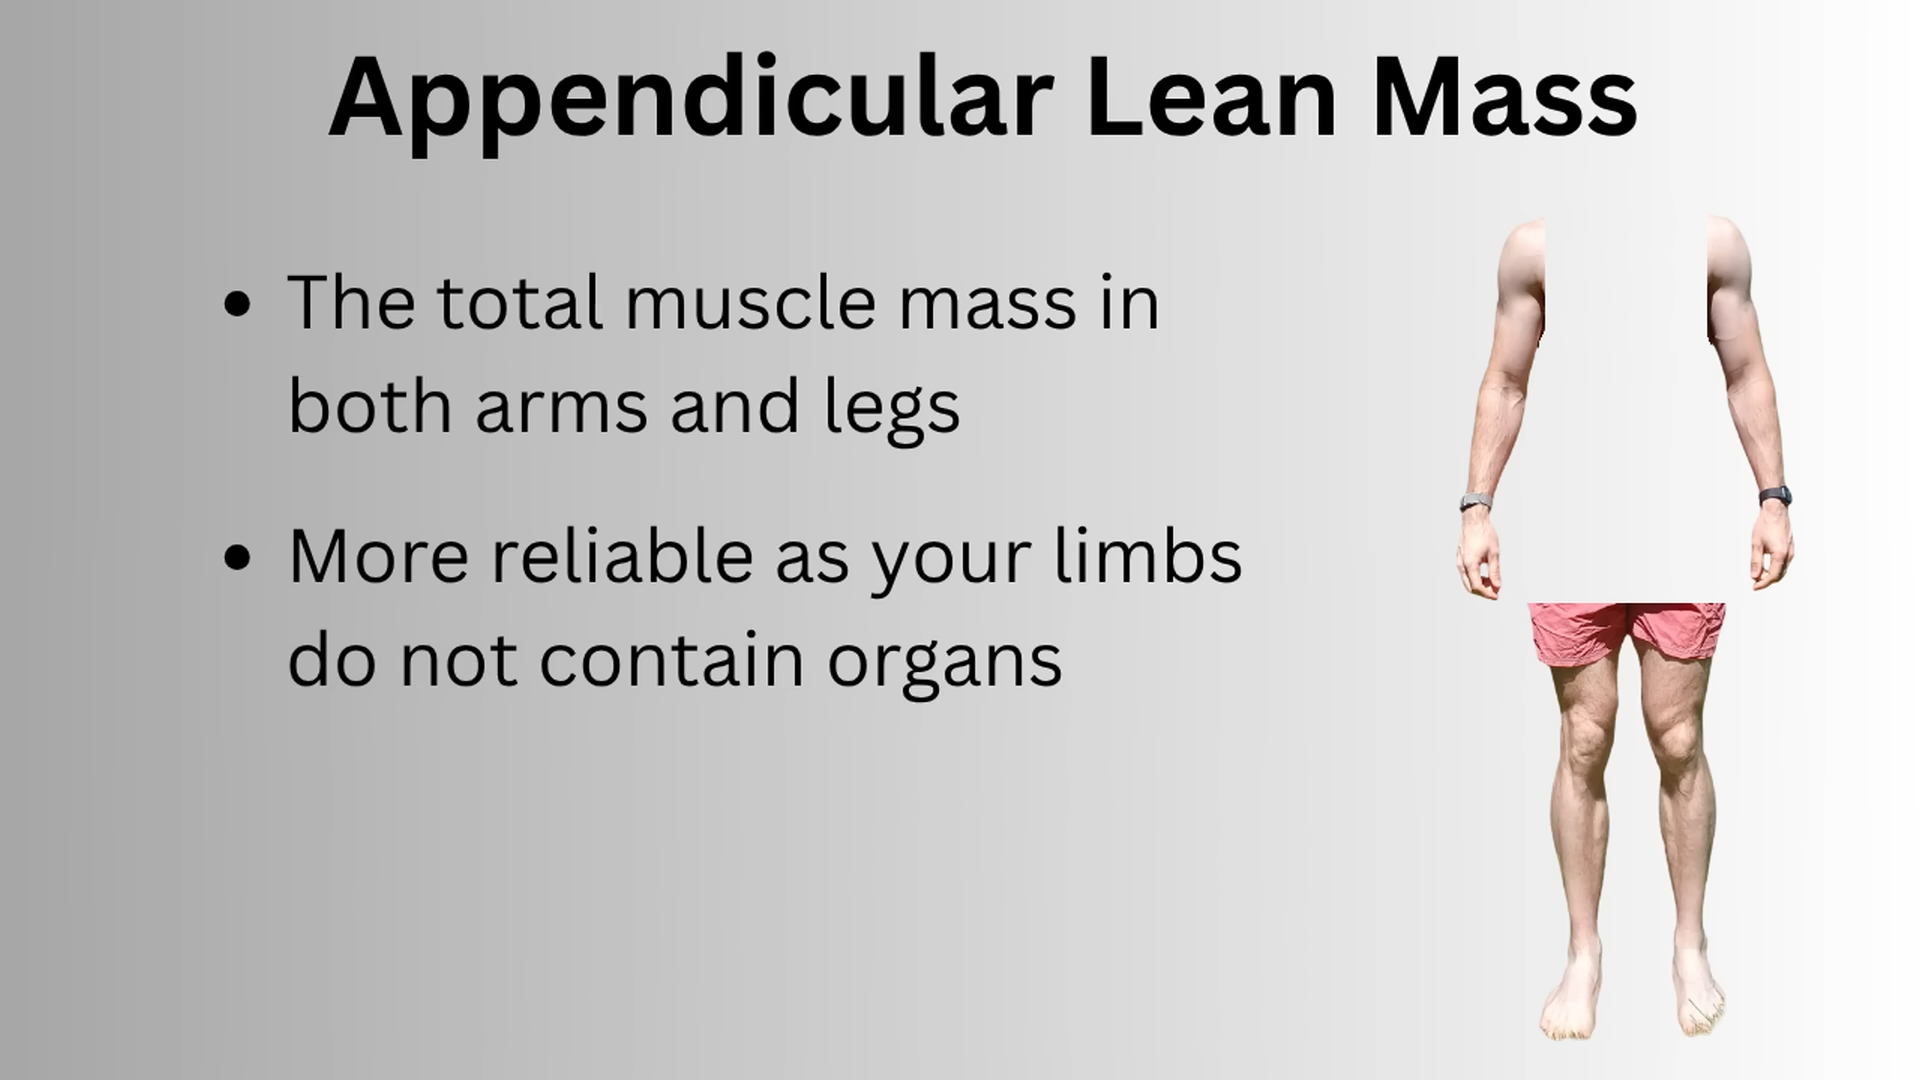 Appendicular Lean Mass
• The total muscle mass in
both arms and legs
• More reliable as your limbs
do not contain organs